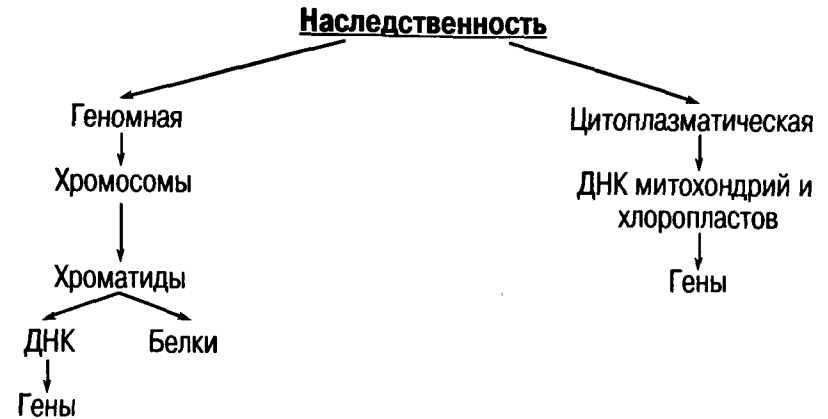 Наследственность
Геномная
Цитоплазматическая
Хромосомы
ДНК митохондрий и
хлоропластов
Хроматиды
Гены
ДНК
Белки
Гены